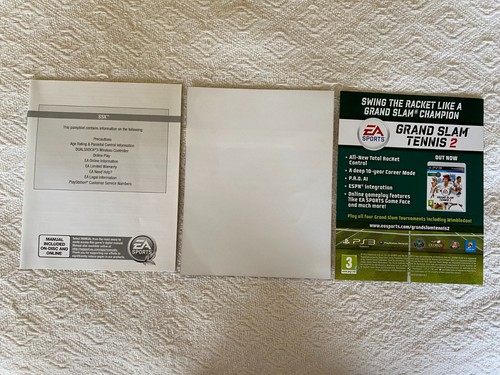 SSX™
This pamphlet contains information on the following:
Precautions
Age Rating & Parental Control Information
DUALSHOCK®3 Wireless Controller
Online Play
EA Online Information
EA Limited Warranty
EA Need Help?
EA Legal Information
PlayStation® Customer Service Numbers
MANUAL
INCLUDED
ON-DISC AND
ONLINE
EA
SPORTS
SWING THE RACKET LIKE A
GRAND SLAM® CHAMPION
EA
SPORTS
GRAND SLAM
TENNIS 2
OUT NOW
•All-New Total Racket
Control
•A deep 10-year Career Mode
•P.R.O. AI
•ESPN® integration
•Online gameplay features
like EA SPORTS Game Face
and much more!
Play all four Grand Slam Tournaments including Wimbledon!
www.easports.com/grandslamtennis2
PS3
3